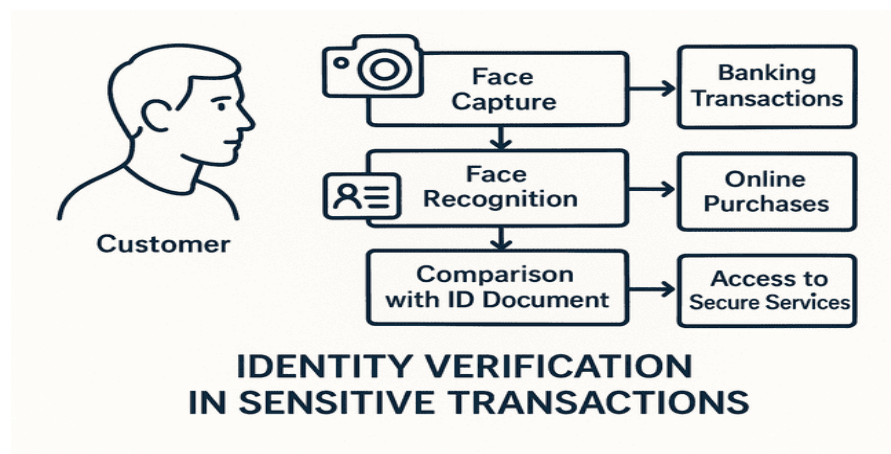 Customer
Face
Capture
Banking
Transactions
Face
Recognition
Online
Purchases
Comparison
with ID Document
Access to
Secure Services
IDENTITY VERIFICATION
IN SENSITIVE TRANSACTIONS